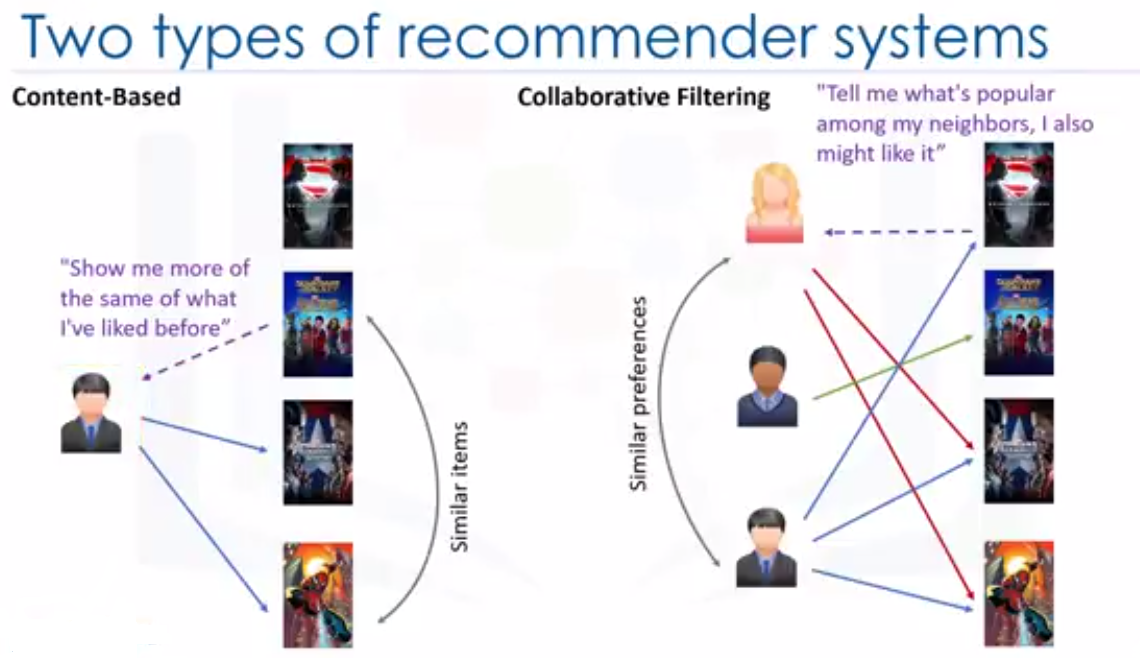 Two types of recommender systems
Content-Based
"Show me more of
the same of what
I've liked before"
Similar items
Collaborative Filtering
"Tell me what's popular
among my neighbors, I also
might like it"
Similar preferences